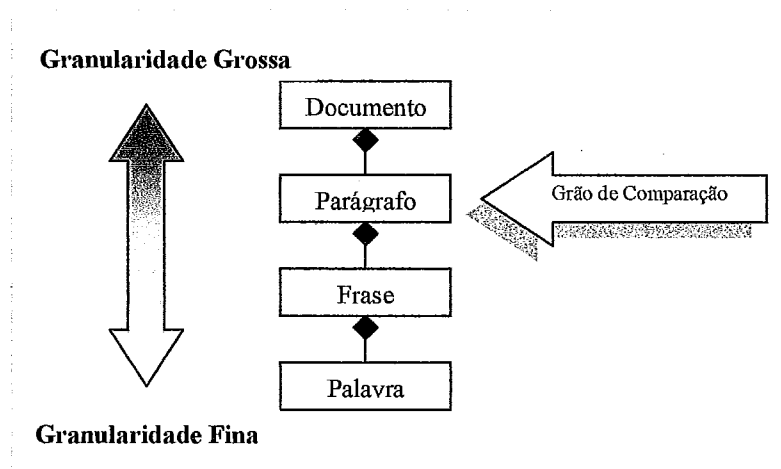 Granularidade Grossa
Documento
Parágrafo
Grão de Comparação
Frase
Palavra
Granularidade Fina